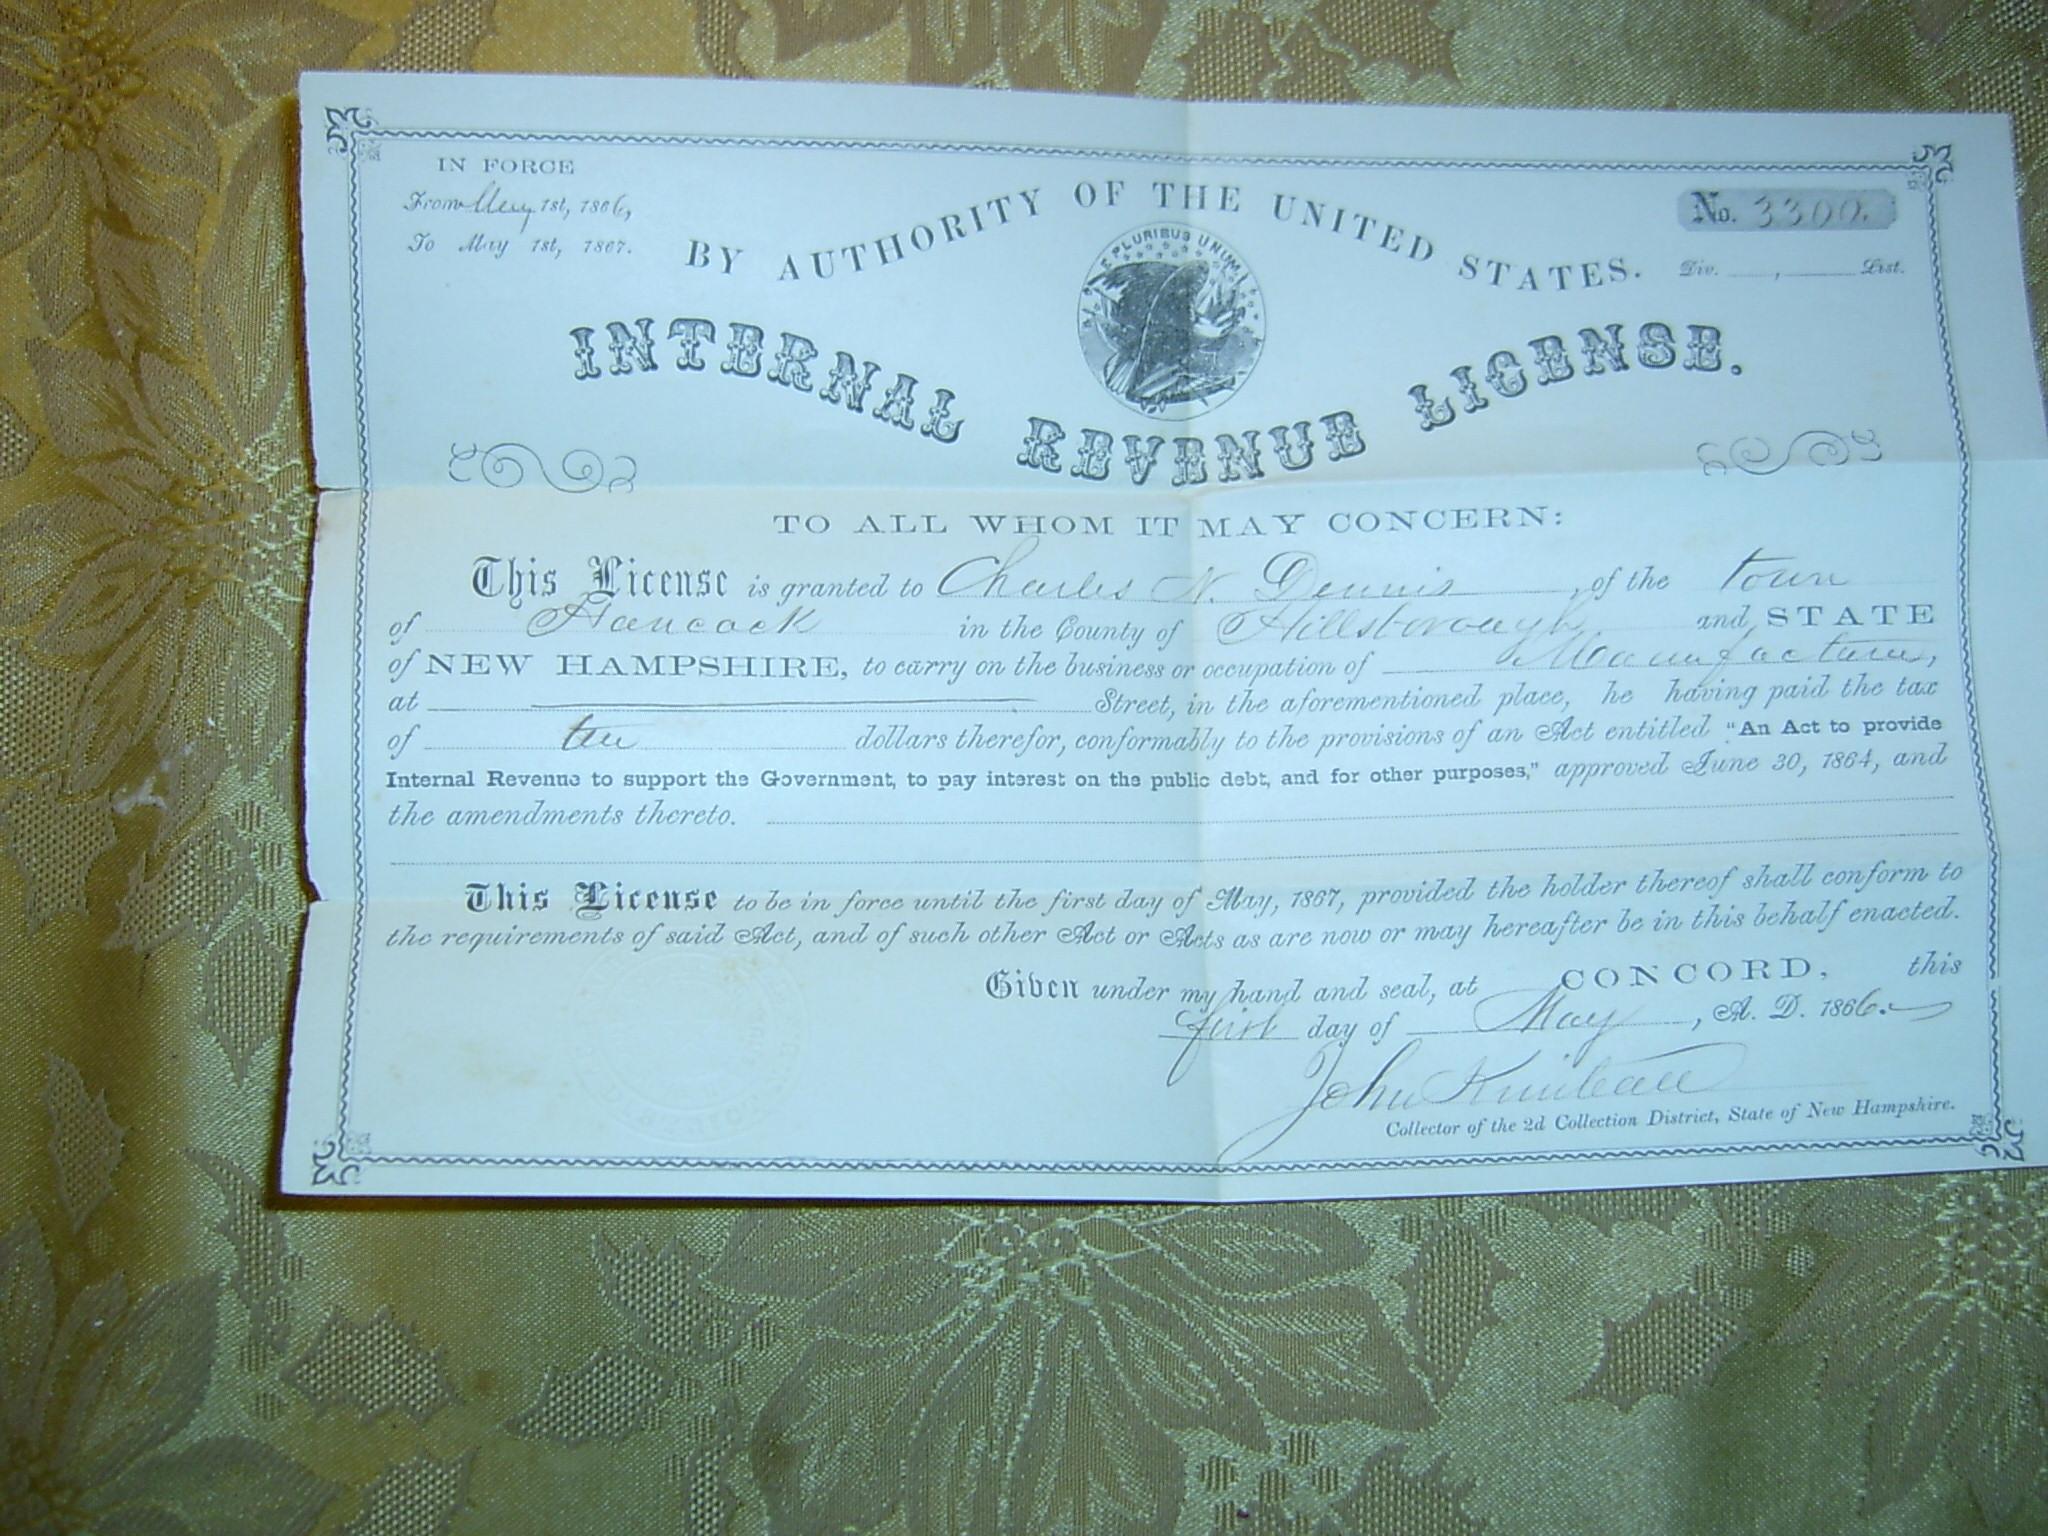 IN FORCE
From May 1st, 1866,
To May 1st, 1867.
No. 3300.
Div. , List.
BY AUTHORITY OF THE UNITED STATES.
E PLURIBUS UNUM
INTERNAL REVENUE LICENSE.
TO ALL WHOM IT MAY CONCERN:
This License is granted to Charles N. Dennis, of the town
of Hancock in the County of Hillsborough and STATE
of NEW HAMPSHIRE, to carry on the business or occupation of Manufacturer,
at Street, in the aforementioned place, he having paid the tax
of ten dollars therefor, conformably to the provisions of an Act entitled "An Act to provide
Internal Revenue to support the Government, to pay interest on the public debt, and for other purposes," approved June 30, 1864, and
the amendments thereto.
This License to be in force until the first day of May, 1867, provided the holder thereof shall conform to
the requirements of said Act, and of such other Act or Acts as are now or may hereafter be in this behalf enacted.
Given under my hand and seal, at CONCORD, this
first day of May, A. D. 1866.
John Kimball
Collector of the 2d Collection District, State of New Hampshire.